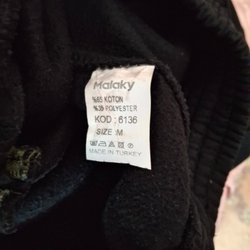 Malaky
%65 KOTON
%35 POLYESTER
KOD : 6136
SIZE :M
MADE IN TURKEY